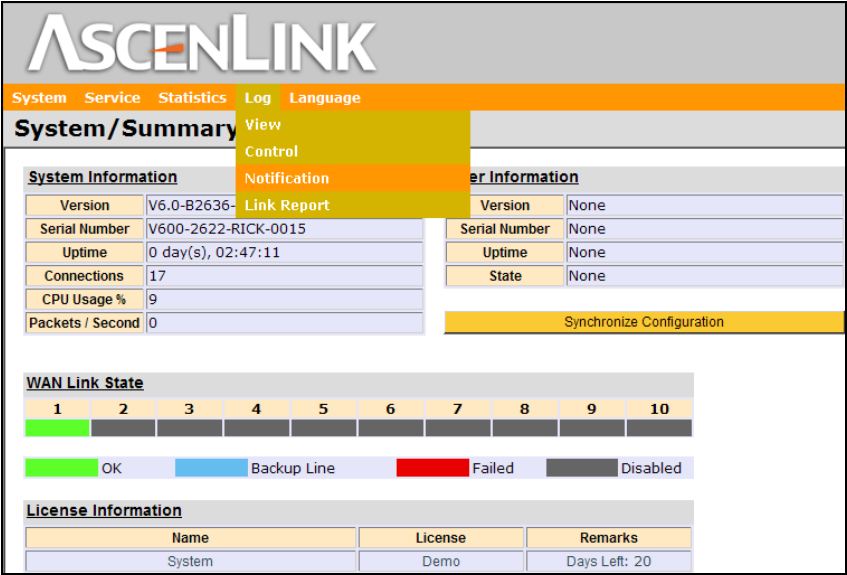 ASCENLINK
System Service Statistics Log Language
System/Summary
View
Control
Notification
Link Report
System Information
Version V6.0-B2636-
Serial Number V600-2622-RICK-0015
Uptime 0 day(s), 02:47:11
Connections 17
CPU Usage % 9
Packets / Second 0
er Information
Version None
Serial Number None
Uptime None
State None
Synchronize Configuration
WAN Link State
1 2 3 4 5 6 7 8 9 10
OK Backup Line Failed Disabled
License Information
Name License Remarks
System Demo Days Left: 20